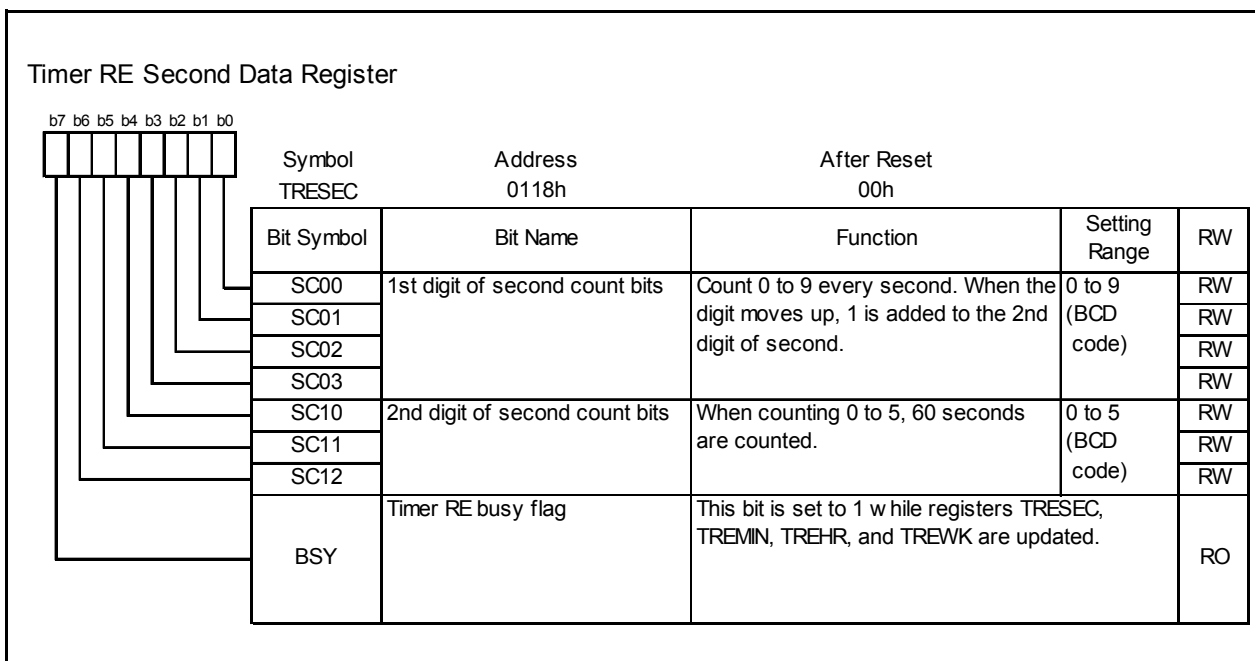 Timer RE Second Data Register
b7 b6 b5 b4 b3 b2 b1 b0
Symbol Address After Reset
TRESEC 0118h 00h
Bit Symbol Bit Name Function Setting Range RW
SC00 1st digit of second count bits Count 0 to 9 every second. When the 0 to 9 RW
SC01 digit moves up, 1 is added to the 2nd (BCD RW
SC02 digit of second. code) RW
SC03 RW
SC10 2nd digit of second count bits When counting 0 to 5, 60 seconds 0 to 5 RW
SC11 are counted. (BCD RW
SC12 code) RW
Timer RE busy flag This bit is set to 1 w hile registers TRESEC,
TREMIN, TREHR, and TREWK are updated.
BSY RO